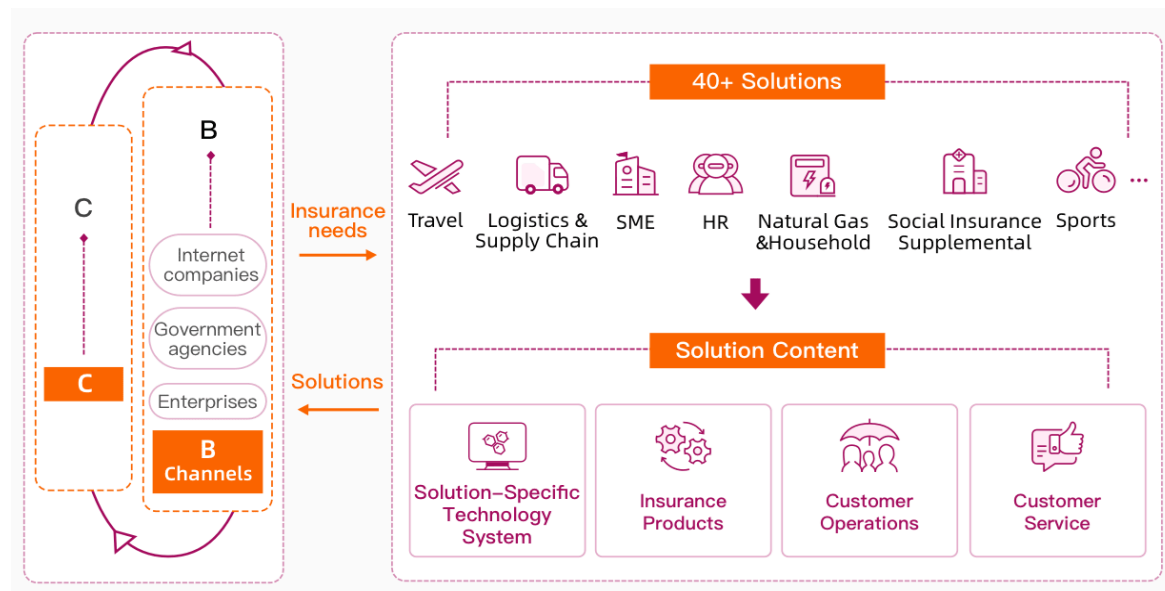 C
C
B
Internet
companies
Government
agencies
Enterprises
B
Channels
Insurance
needs
Solutions
40+ Solutions
Travel
Logistics &
Supply Chain
SME
HR
Natural Gas
&Household
Social Insurance
Supplemental
Sports
...
Solution Content
Solution–Specific
Technology
System
Insurance
Products
Customer
Operations
Customer
Service